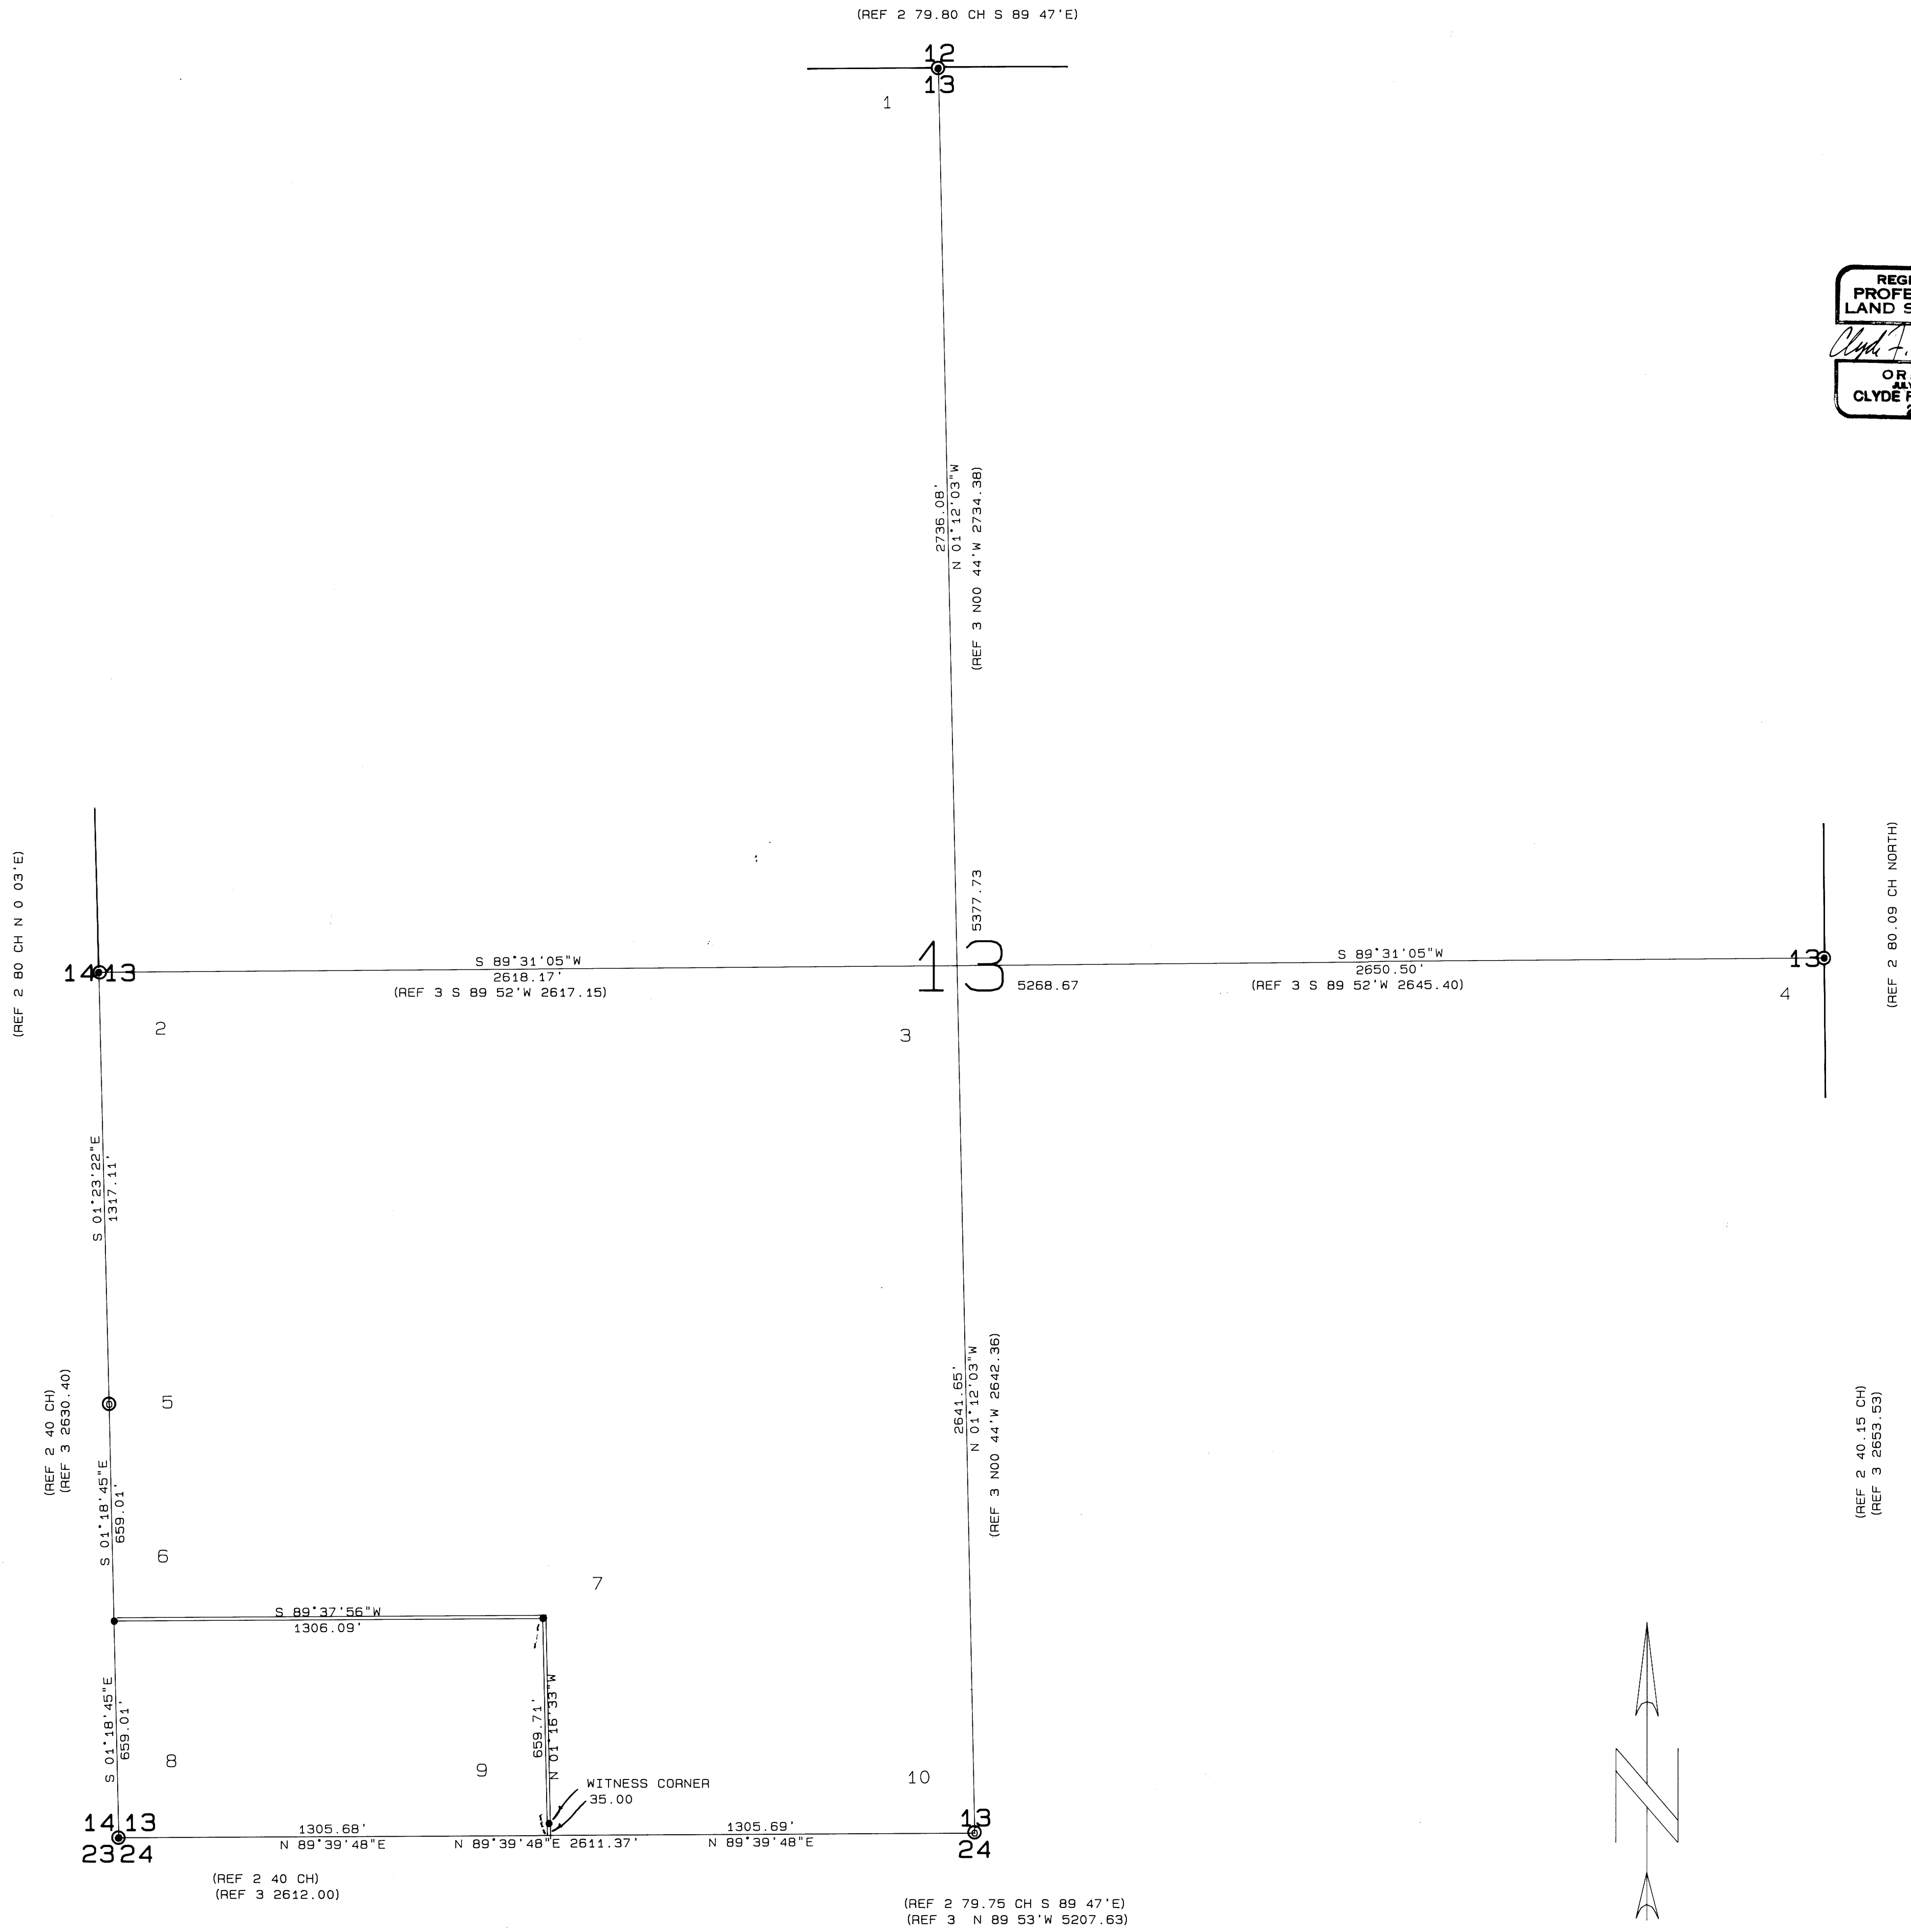 (REF 2 79.80 CH S 89 47'E)
12
13
1
REG
PROFE
LAND S
Clyde F.
OR
JULY
CLYDE F
2736.08'
N 01°12'03"W
(REF 3 N00 44'W 2734.38)
(REF 2 80 CH N 0 03'E)
(REF 2 80.09 CH NORTH)
5377.73
14 13
S 89°31'05"W
2618.17'
(REF 3 S 89 52'W 2617.15)
13
5268.67
S 89°31'05"W
2650.50'
(REF 3 S 89 52'W 2645.40)
13
4
2
3
S 01°23'22"E
1317.11'
5
(REF 2 40 CH)
(REF 3 2630.40)
2641.65'
N 01°12'03"W
(REF 3 N00 44'W 2642.36)
(REF 2 40.15 CH)
(REF 3 2653.53)
S 01°18'45"E
659.01'
6
7
S 89°37'56"W
1306.09'
S 01°18'45"E
659.01'
659.71'
N 01°16'33"W
8
9
10
WITNESS CORNER
35.00
14 13
23 24
1305.68'
N 89°39'48"E
N 89°39'48"E 2611.37'
1305.69'
N 89°39'48"E
13
24
(REF 2 40 CH)
(REF 3 2612.00)
(REF 2 79.75 CH S 89 47'E)
(REF 3 N 89 53'W 5207.63)
N